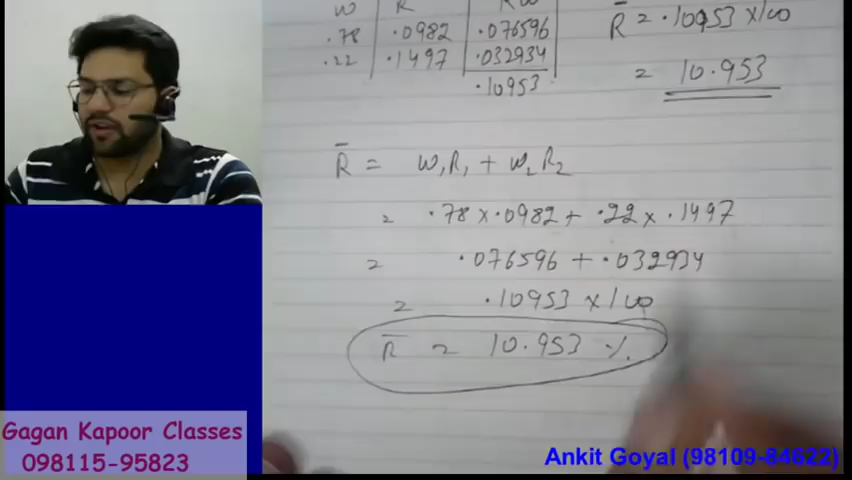 W R RW
.78 .0982 .076596
.22 .1497 .032934
.10953
R̄ = .10953 x 100
= 10.953
R̄ = W₁R₁ + W₂R₂
= .78 x .0982 + .22 x .1497
= .076596 + .032934
= .10953 x 100
R̄ = 10.953 %.
Gagan Kapoor Classes
098115-95823
Ankit Goyal (98109-84622)